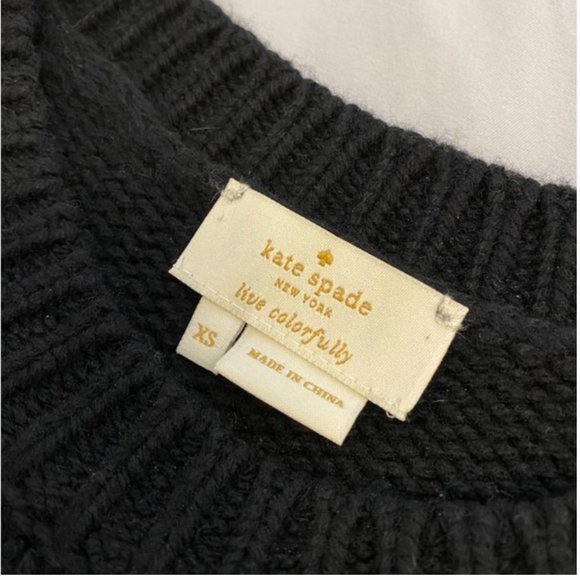 kate spade
NEW YORK
live colorfully
XS
MADE IN CHINA